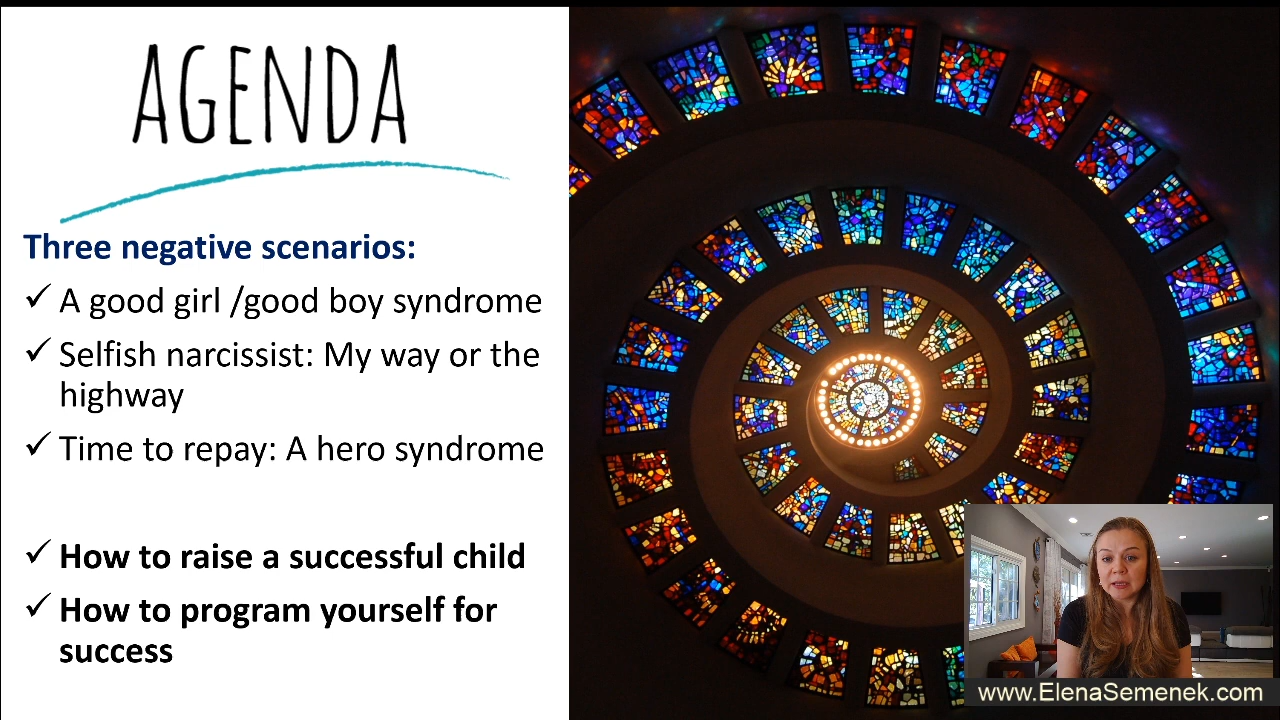 AGENDA
Three negative scenarios:
✓ A good girl /good boy syndrome
✓ Selfish narcissist: My way or the
highway
✓ Time to repay: A hero syndrome
✓ How to raise a successful child
✓ How to program yourself for
success
www.ElenaSemenek.com